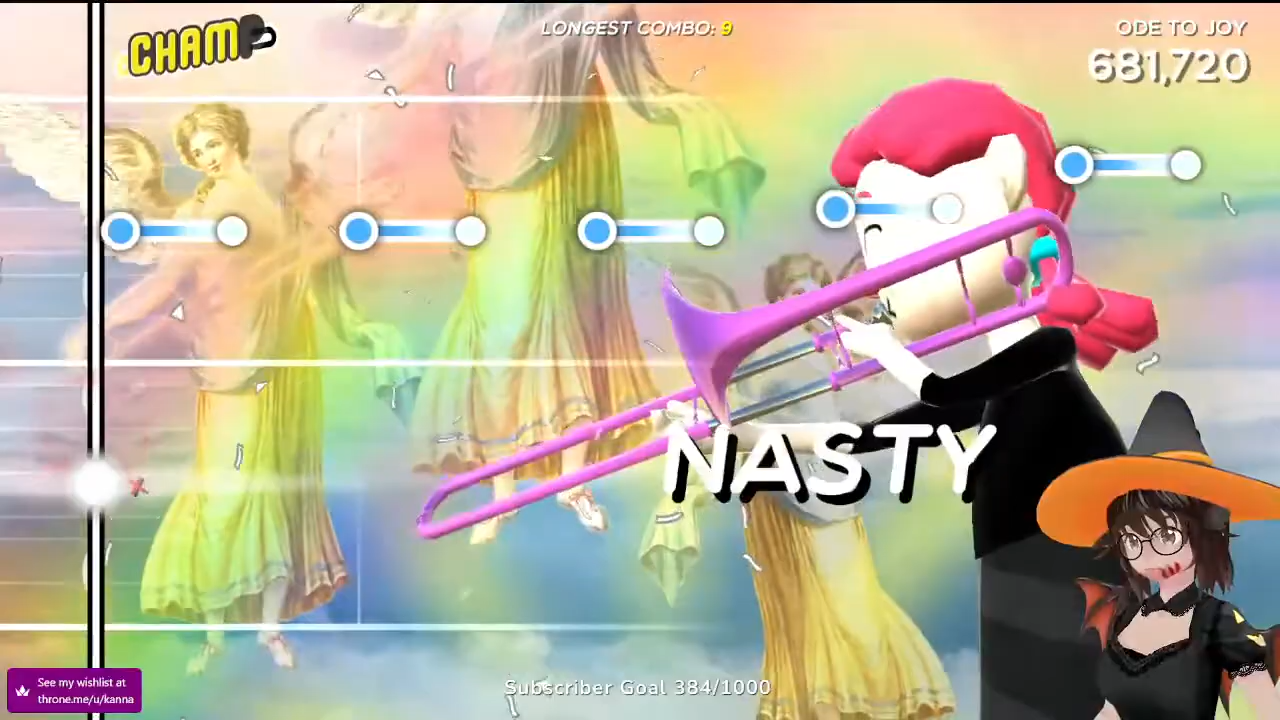 CHAMP
LONGEST COMBO: 9
ODE TO JOY
681,720
NASTY
See my wishlist at
throne.me/u/kanna
Subscriber Goal 384/1000